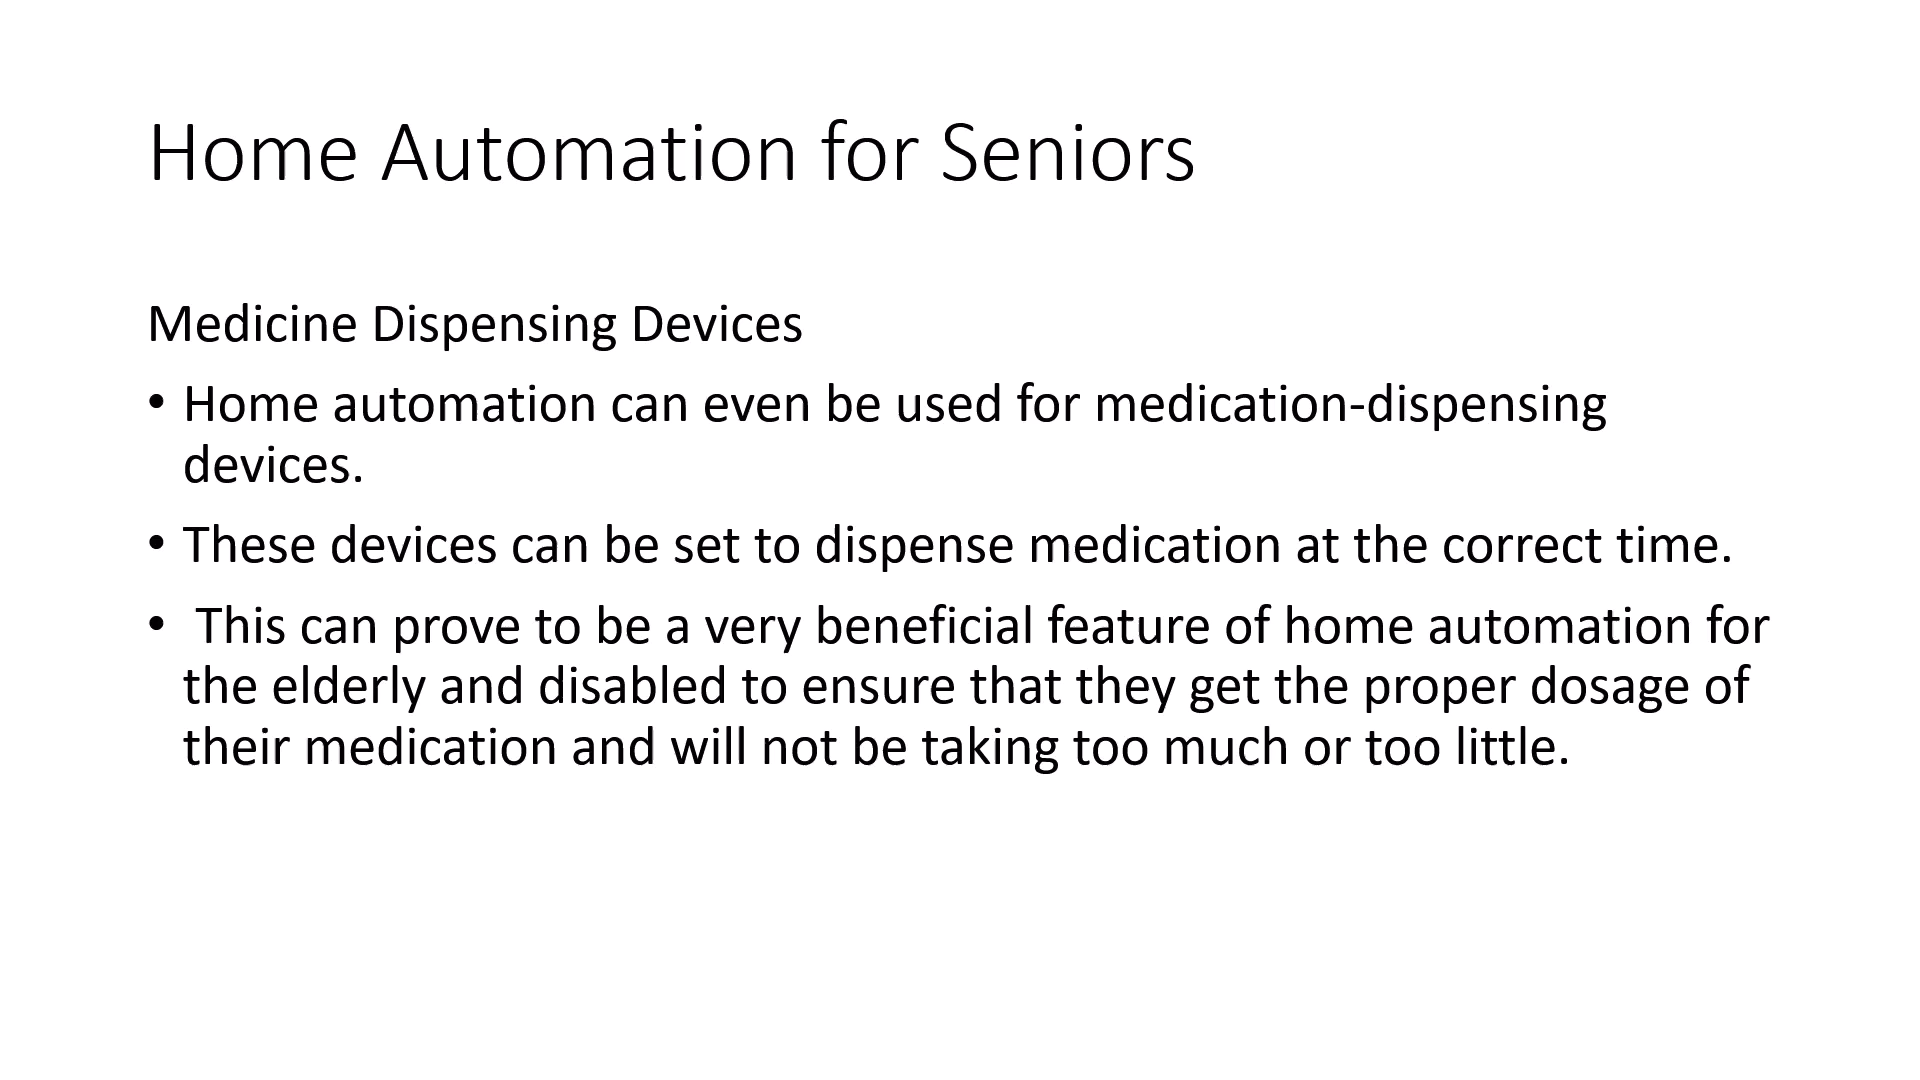 Home Automation for Seniors
Medicine Dispensing Devices
• Home automation can even be used for medication-dispensing
devices.
• These devices can be set to dispense medication at the correct time.
• This can prove to be a very beneficial feature of home automation for
the elderly and disabled to ensure that they get the proper dosage of
their medication and will not be taking too much or too little.